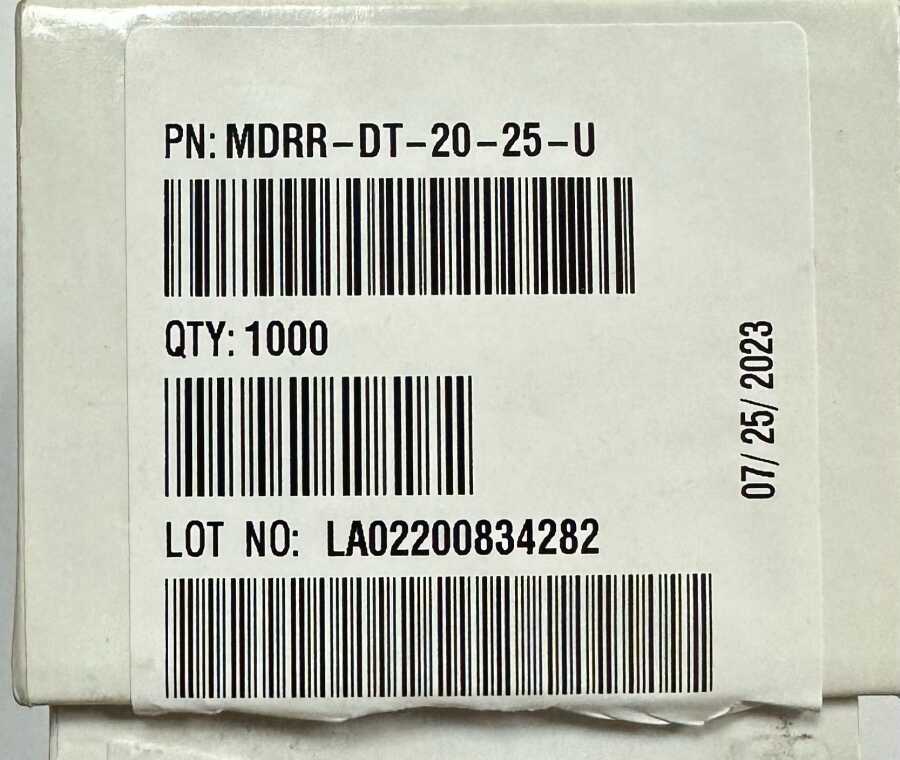 PN: MDRR-DT-20-25-U
QTY: 1000
LOT NO: LA02200834282
07/25/2023